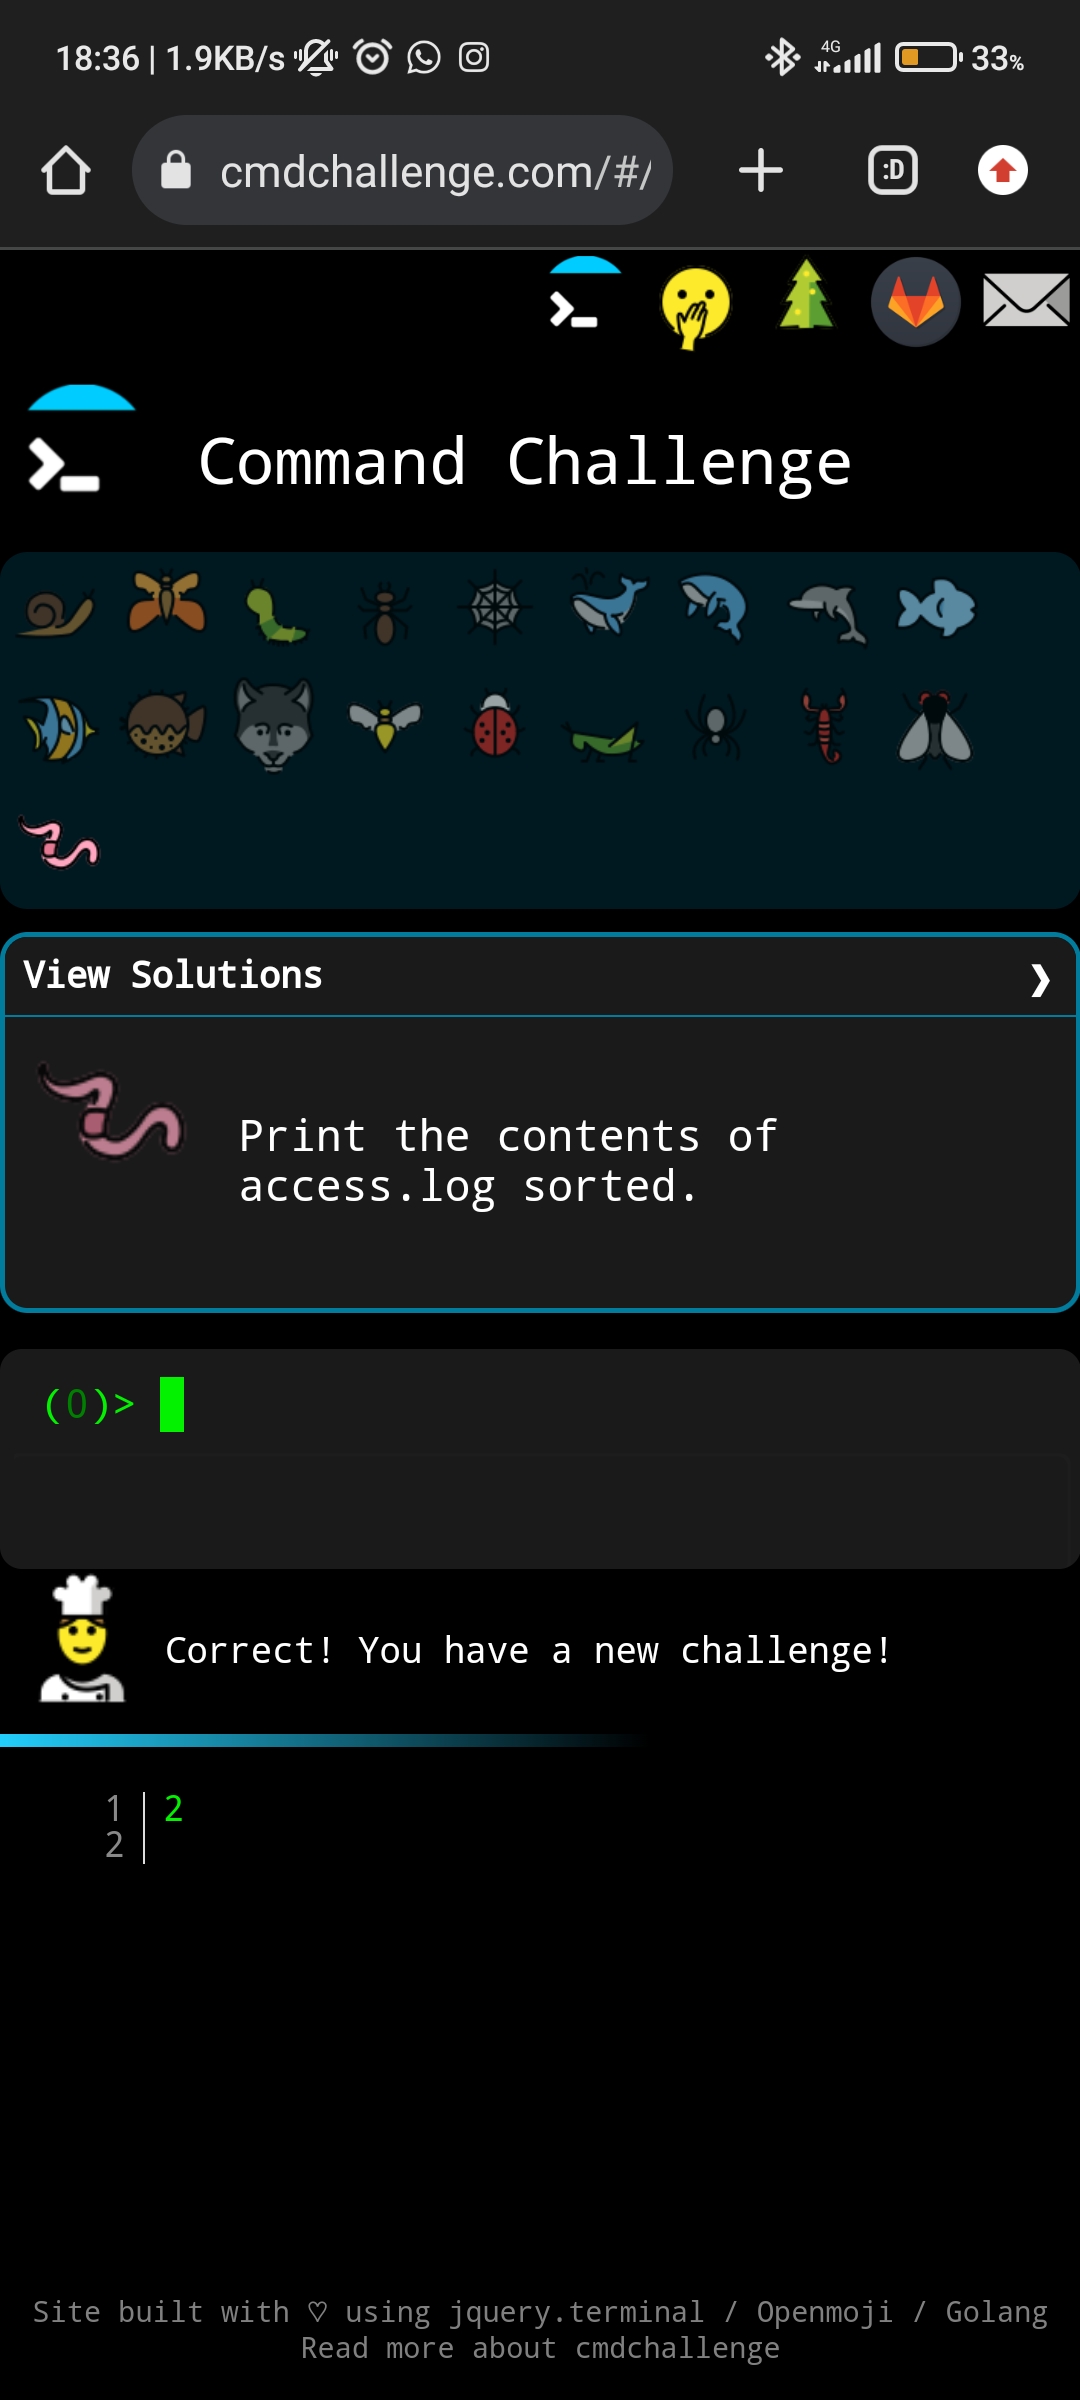 18:36 | 1.9KB/s 4G 33%
cmdchallenge.com/#/ :D
Command Challenge
View Solutions ❯
Print the contents of
access.log sorted.
(0)>
Correct! You have a new challenge!
1 2
2
Site built with ♡ using jquery.terminal / Openmoji / Golang
Read more about cmdchallenge